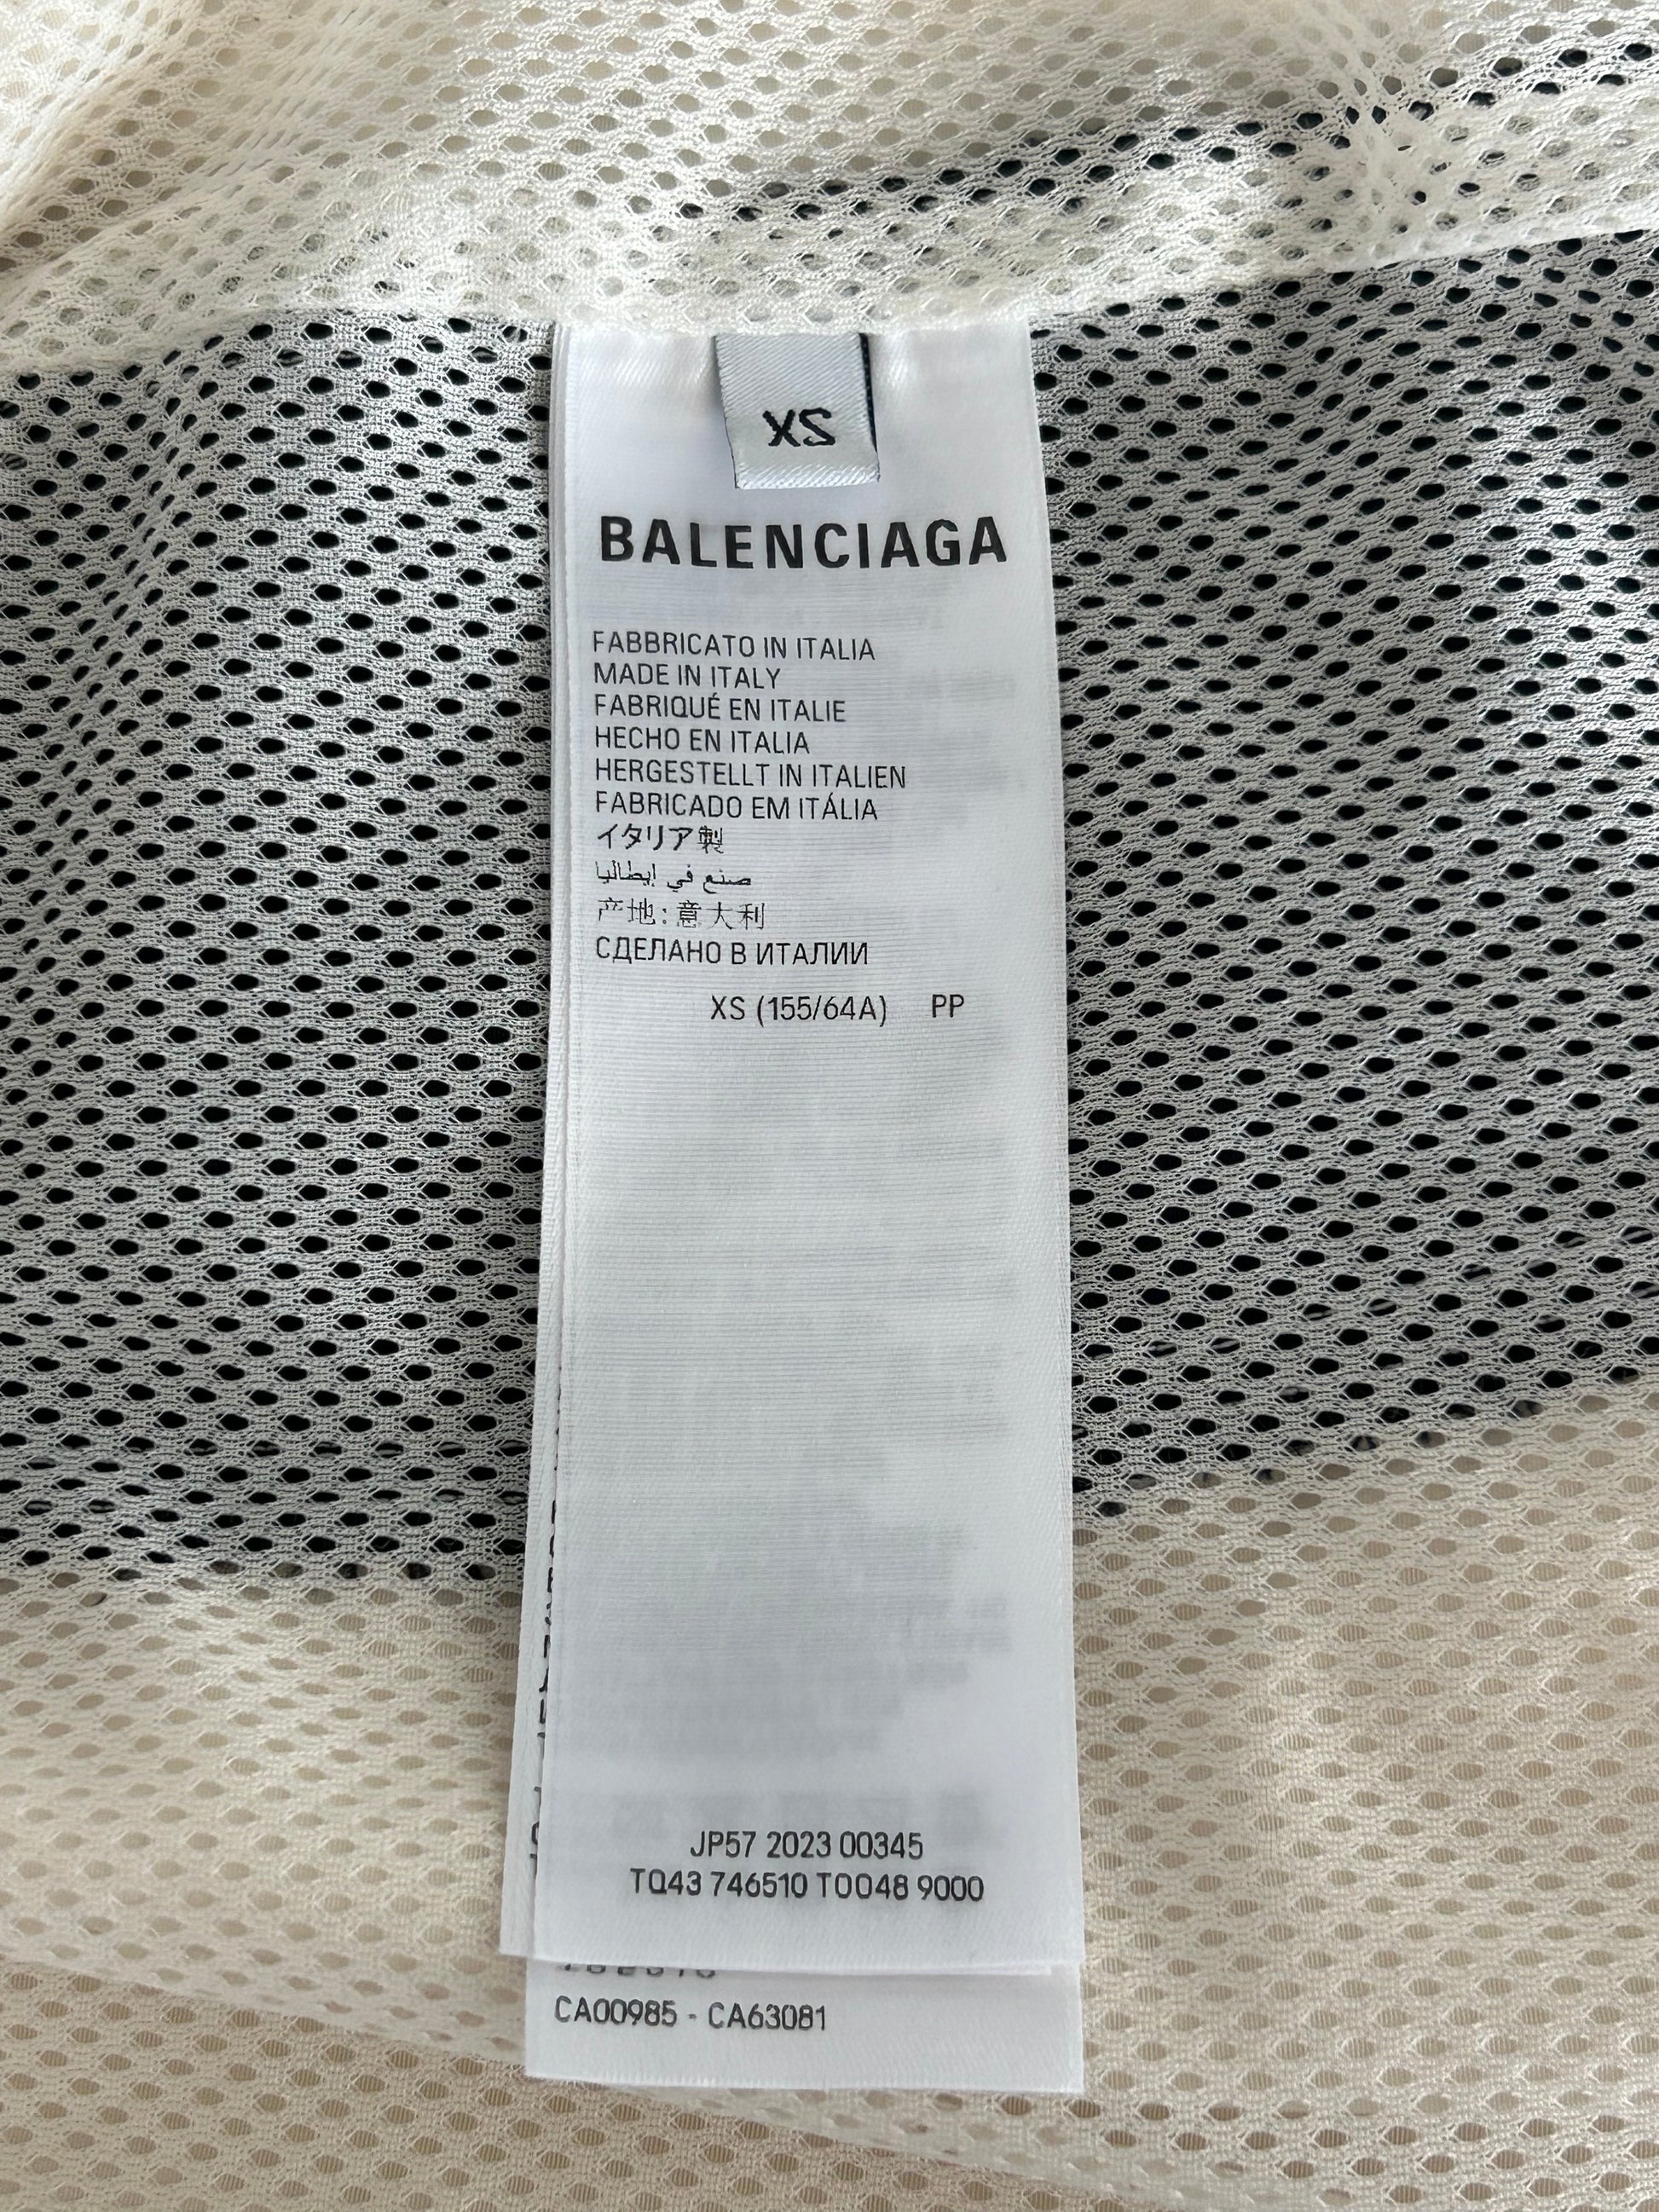 XS
BALENCIAGA
FABBRICATO IN ITALIA
MADE IN ITALY
FABRIQUÉ EN ITALIE
HECHO EN ITALIA
HERGESTELLT IN ITALIEN
FABRICADO EM ITÁLIA
イタリア製
صنع في إيطاليا
产地:意大利
СДЕЛАНО В ИТАЛИИ
XS (155/64A) PP
JP57 2023 00345
TQ43 746510 TOO48 9000
CA00985 - CA63081